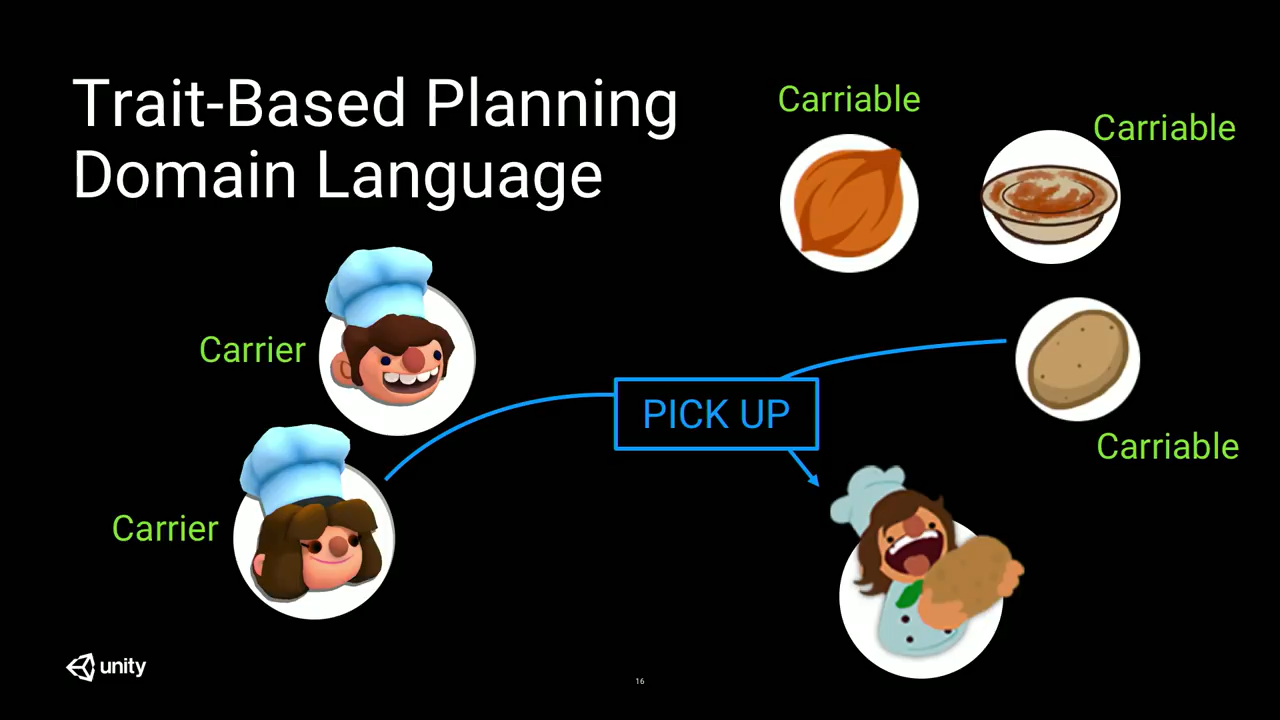 Trait-Based Planning
Domain Language
Carriable
Carriable
Carrier
PICK UP
Carriable
Carrier
unity
16